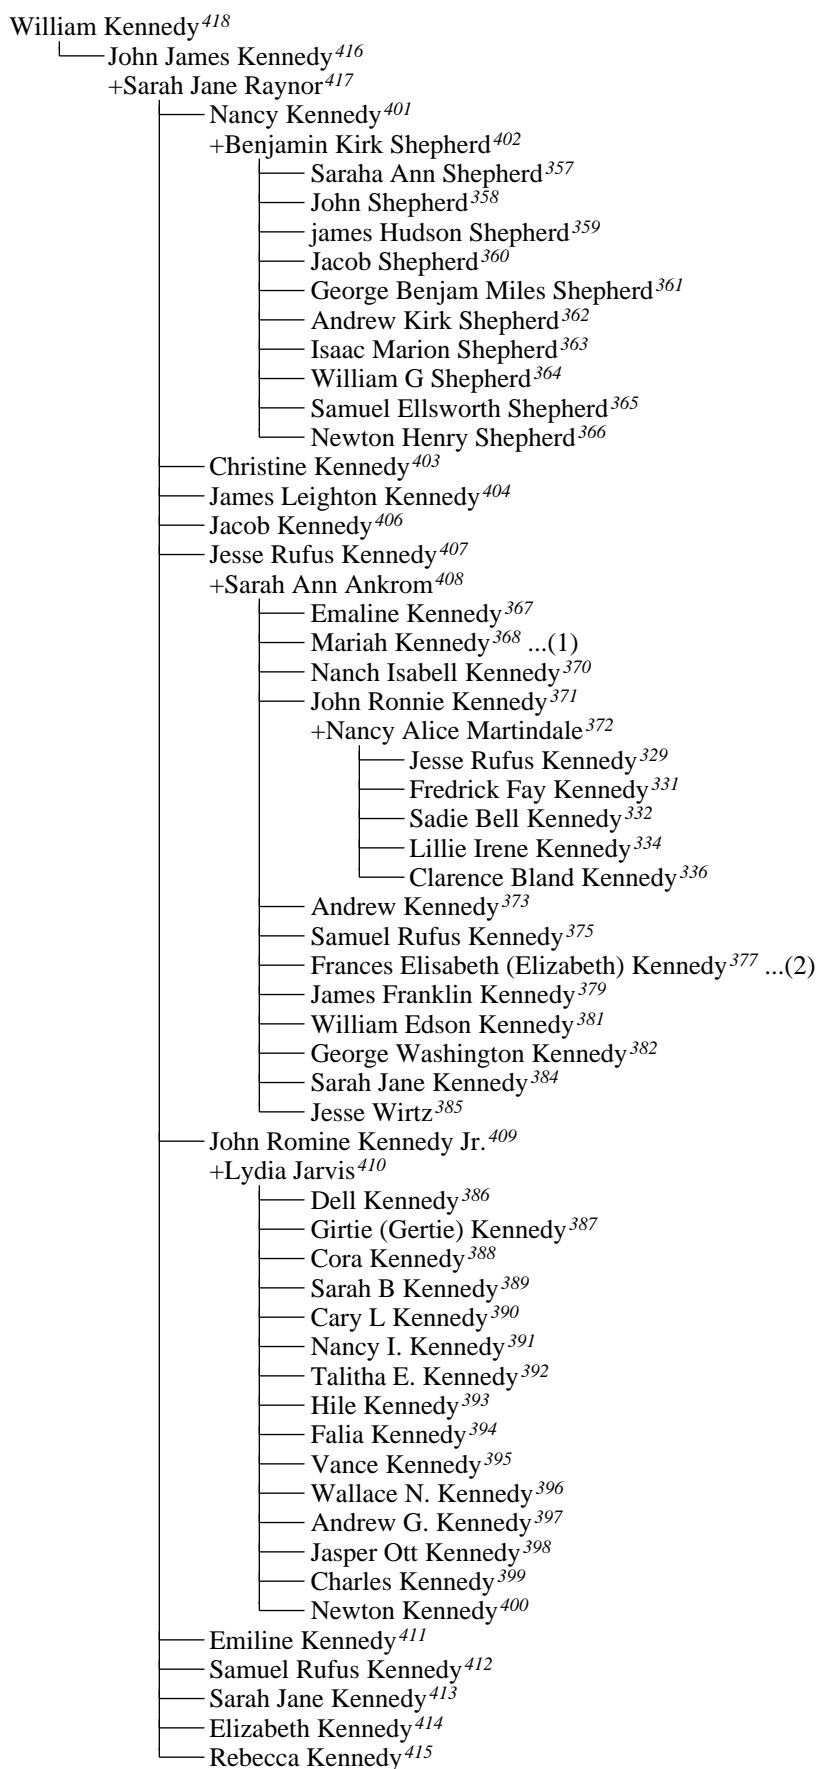 William Kennedy418
John James Kennedy416
+Sarah Jane Raynor417
Nancy Kennedy401
+Benjamin Kirk Shepherd402
Saraha Ann Shepherd357
John Shepherd358
james Hudson Shepherd359
Jacob Shepherd360
George Benjam Miles Shepherd361
Andrew Kirk Shepherd362
Isaac Marion Shepherd363
William G Shepherd364
Samuel Ellsworth Shepherd365
Newton Henry Shepherd366
Christine Kennedy403
James Leighton Kennedy404
Jacob Kennedy406
Jesse Rufus Kennedy407
+Sarah Ann Ankrom408
Emaline Kennedy367
Mariah Kennedy368 ...(1)
Nanch Isabell Kennedy370
John Ronnie Kennedy371
+Nancy Alice Martindale372
Jesse Rufus Kennedy329
Fredrick Fay Kennedy331
Sadie Bell Kennedy332
Lillie Irene Kennedy334
Clarence Bland Kennedy336
Andrew Kennedy373
Samuel Rufus Kennedy375
Frances Elisabeth (Elizabeth) Kennedy377 ...(2)
James Franklin Kennedy379
William Edson Kennedy381
George Washington Kennedy382
Sarah Jane Kennedy384
Jesse Wirtz385
John Romine Kennedy Jr.409
+Lydia Jarvis410
Dell Kennedy386
Girtie (Gertie) Kennedy387
Cora Kennedy388
Sarah B Kennedy389
Cary L Kennedy390
Nancy I. Kennedy391
Talitha E. Kennedy392
Hile Kennedy393
Falia Kennedy394
Vance Kennedy395
Wallace N. Kennedy396
Andrew G. Kennedy397
Jasper Ott Kennedy398
Charles Kennedy399
Newton Kennedy400
Emiline Kennedy411
Samuel Rufus Kennedy412
Sarah Jane Kennedy413
Elizabeth Kennedy414
Rebecca Kennedy415